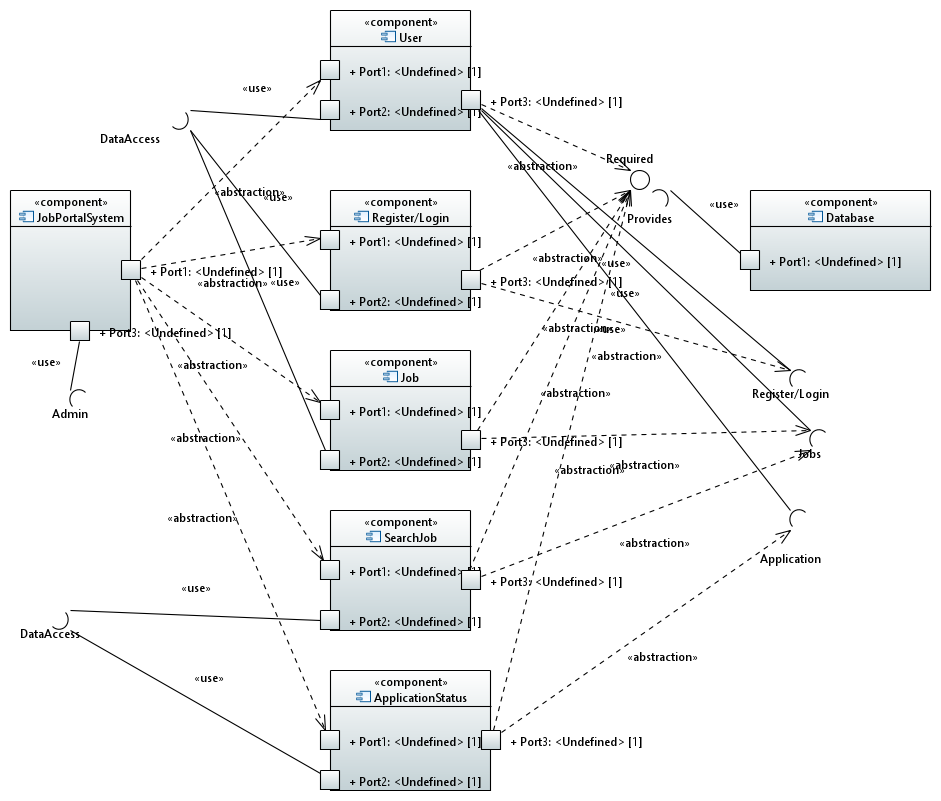 «component»
User
+ Port1: <Undefined> [1]
«use»
+ Port2: <Undefined> [1]
+ Port3: <Undefined> [1]
DataAccess
Required
«abstraction»
«abstraction»
«use»
«component»
JobPortalSystem
«component»
Register/Login
«use»
«component»
Database
Provides
+ Port1: <Undefined> [1]
+ Port1: <Undefined> [1]
«abstraction»
«use»
+ Port1: <Undefined> [1]
«abstraction»
«use»
+ Port3: <Undefined> [1]
«use»
+ Port2: <Undefined> [1]
+ Port3: <Undefined> [1]
«abstraction»
«use»
«use»
«abstraction»
«abstraction»
«component»
Job
«abstraction»
Register/Login
Admin
+ Port1: <Undefined> [1]
«abstraction»
+ Port3: <Undefined> [1]
Jobs
+ Port2: <Undefined> [1]
«abstraction»
«abstraction»
«abstraction»
«component»
SearchJob
«abstraction»
Application
+ Port1: <Undefined> [1]
+ Port3: <Undefined> [1]
«use»
+ Port2: <Undefined> [1]
DataAccess
«abstraction»
«use»
«component»
ApplicationStatus
+ Port1: <Undefined> [1]
+ Port3: <Undefined> [1]
+ Port2: <Undefined> [1]